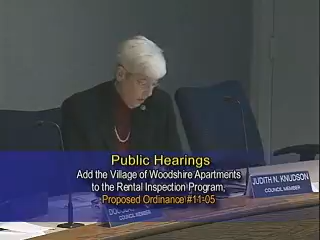 Public Hearings
Add the Village of Woodshire Apartments
to the Rental Inspection Program,
Proposed Ordinance #11-05
JUDITH N. KNUDSON
COUNCIL MEMBER
COUNCIL MEMBER